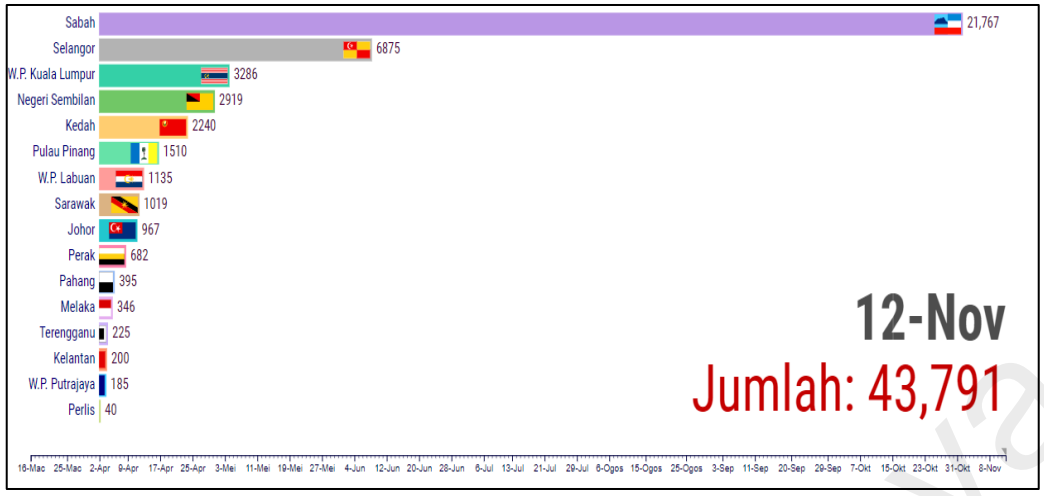 Sabah 21,767
Selangor 6875
W.P. Kuala Lumpur 3286
Negeri Sembilan 2919
Kedah 2240
Pulau Pinang 1510
W.P. Labuan 1135
Sarawak 1019
Johor 967
Perak 682
Pahang 395
Melaka 346
Terengganu 225
Kelantan 200
W.P. Putrajaya 185
Perlis 40
12-Nov
Jumlah: 43,791
16-Mac 25-Mac 2-Apr 9-Apr 17-Apr 25-Apr 3-Mei 11-Mei 19-Mei 27-Mei 4-Jun 12-Jun 20-Jun 28-Jun 6-Jul 13-Jul 21-Jul 29-Jul 6-Ogos 15-Ogos 25-Ogos 3-Sep 11-Sep 20-Sep 29-Sep 7-Okt 15-Okt 23-Okt 31-Okt 8-Nov